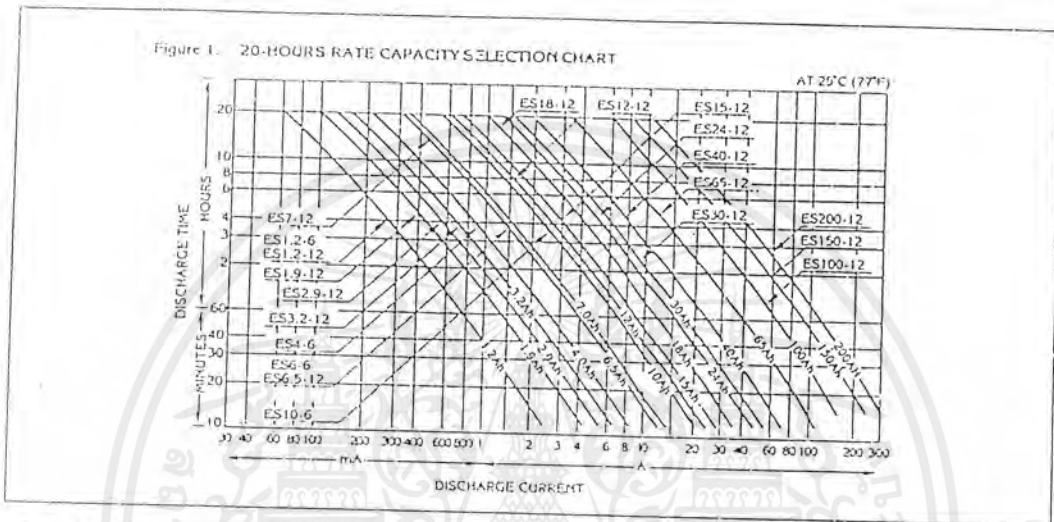 Figure 1. 20-HOURS RATE CAPACITY SELECTION CHART
AT 25°C (77°F)
DISCHARGE TIME
HOURS
MINUTES
20
10
8
6
4
3
2
60
40
30
20
10
ES18-12
ES12-12
ES15-12
ES24-12
ES40-12
ES65-12
ES30-12
ES200-12
ES150-12
ES100-12
ES7-12
ES1.2-6
ES1.2-12
ES1.9-12
ES2.9-12
ES3.2-12
ES4-6
ES6-6
ES6.5-12
ES10-6
1.2Ah
1.9Ah
2.9Ah
3.2Ah
4.0Ah
6.5Ah
7.0Ah
10Ah
12Ah
15Ah
18Ah
24Ah
30Ah
40Ah
65Ah
100Ah
150Ah
200Ah
30 40 60 80 100 200 300 400 600 800 1 2 3 4 6 8 10 20 30 40 60 80 100 200 300
mA A
DISCHARGE CURRENT